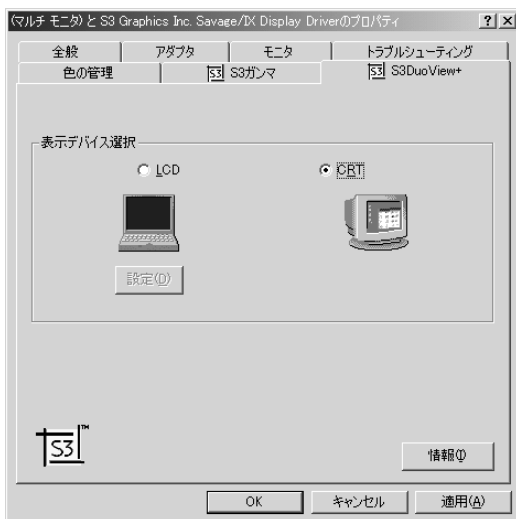 (マルチ モニタ) と S3 Graphics Inc. Savage/IX Display Driverのプロパティ ? ×
全般 アダプタ モニタ トラブルシューティング
色の管理 S3 S3ガンマ S3 S3DuoView+
表示デバイス選択
LCD CRT
設定(D)
S3™
情報(I)
OK キャンセル 適用(A)